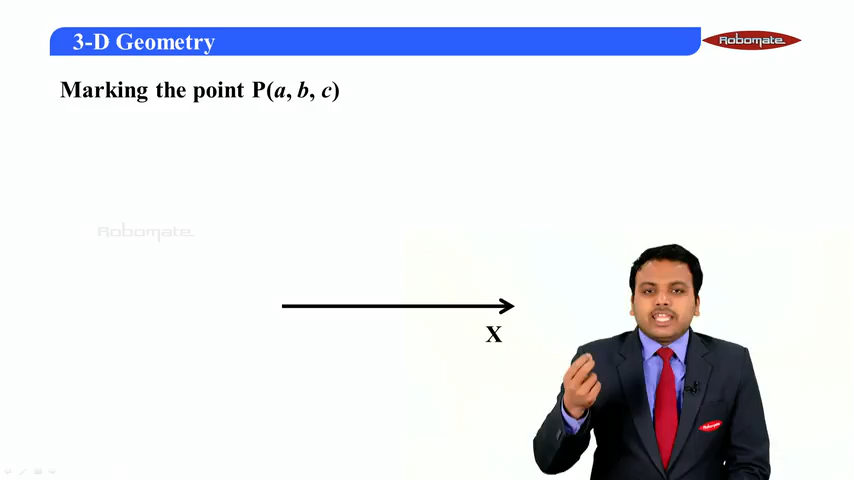 3-D Geometry
Robomate
Marking the point P(a, b, c)
Robomate
X
Robomate